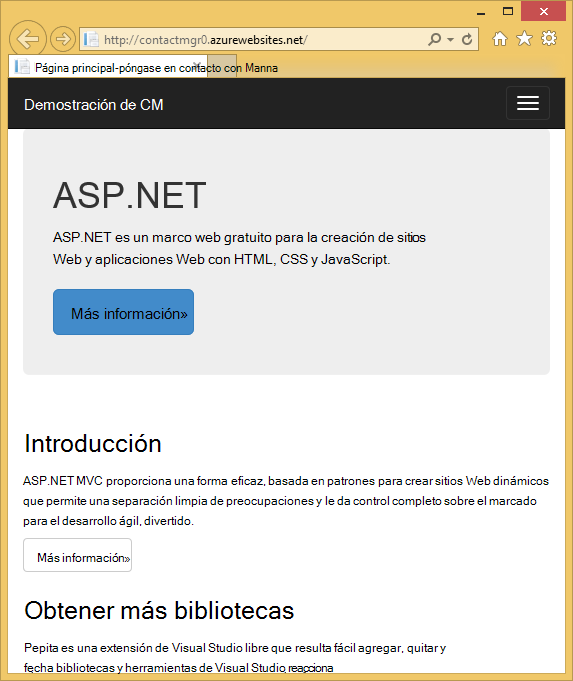 http://contactmgr0.azurewebsites.net/
Página principal-póngase en contacto con Manna
Demostración de CM
ASP.NET
ASP.NET es un marco web gratuito para la creación de sitios
Web y aplicaciones Web con HTML, CSS y JavaScript.
Más información»
Introducción
ASP.NET MVC proporciona una forma eficaz, basada en patrones para crear sitios Web dinámicos
que permite una separación limpia de preocupaciones y le da control completo sobre el marcado
para el desarrollo ágil, divertido.
Más información»
Obtener más bibliotecas
Pepita es una extensión de Visual Studio libre que resulta fácil agregar, quitar y
fecha bibliotecas y herramientas de Visual Studio